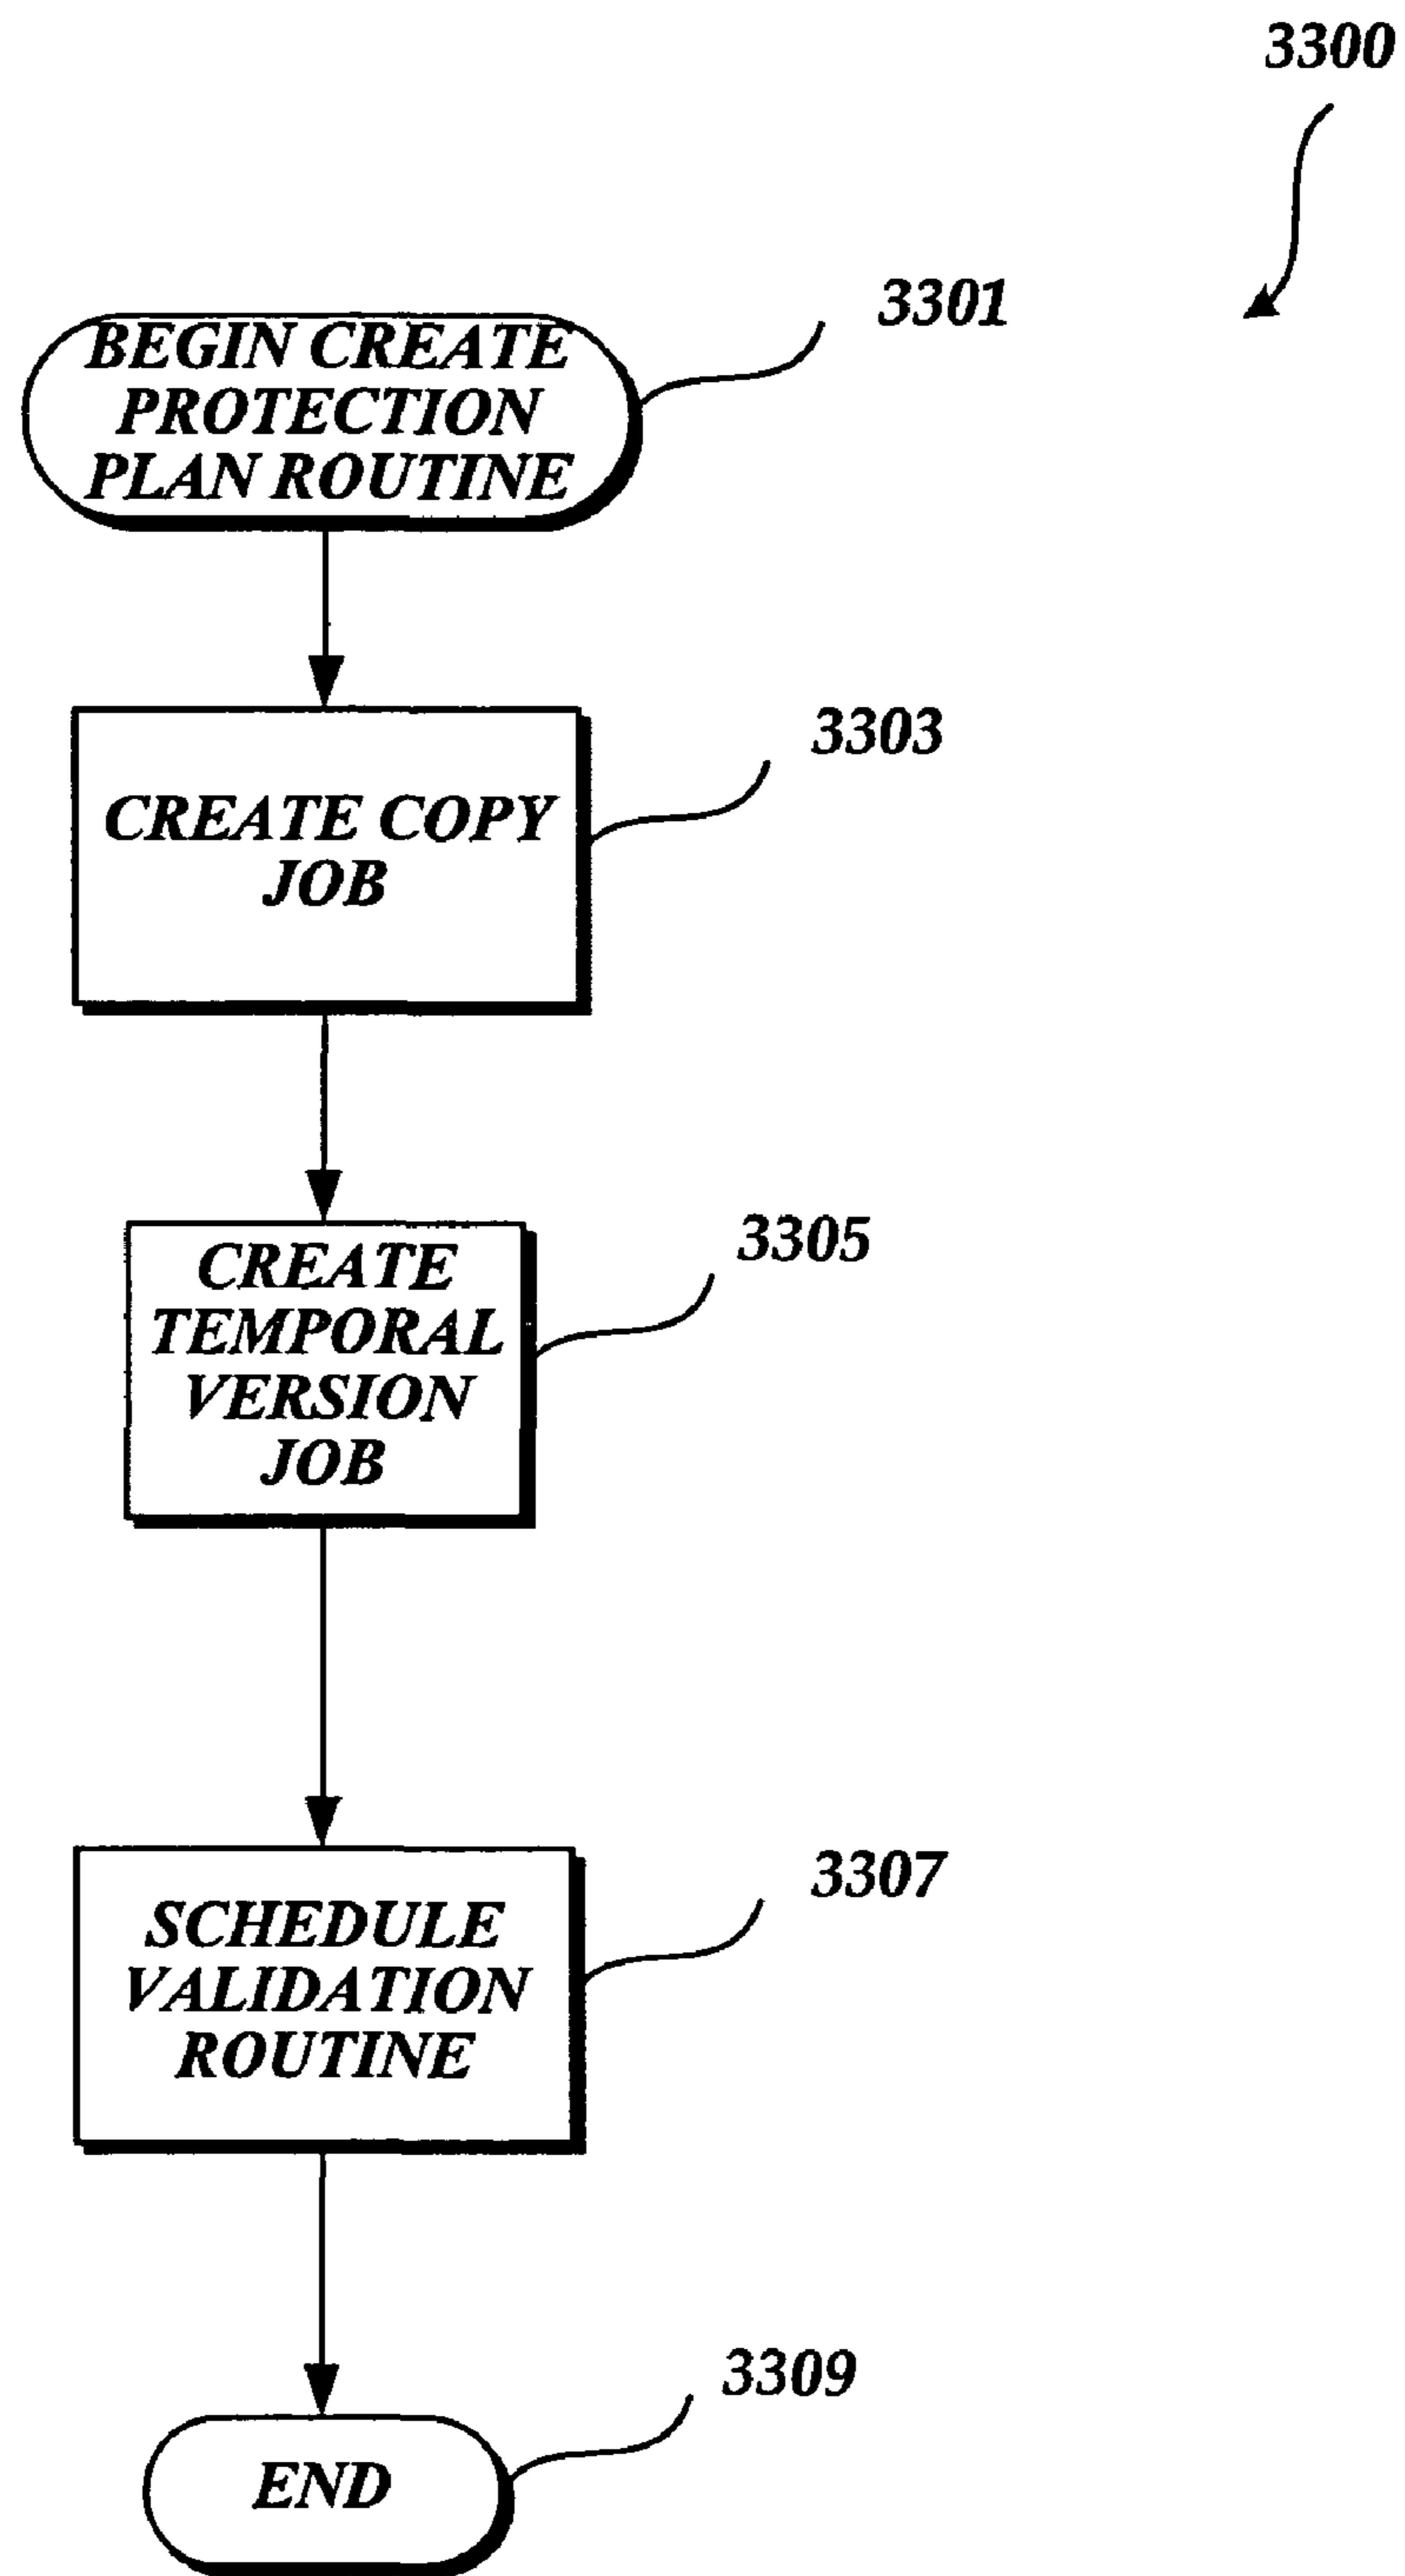 3300
3301
BEGIN CREATE
PROTECTION
PLAN ROUTINE
3303
CREATE COPY
JOB
3305
CREATE
TEMPORAL
VERSION
JOB
3307
SCHEDULE
VALIDATION
ROUTINE
3309
END